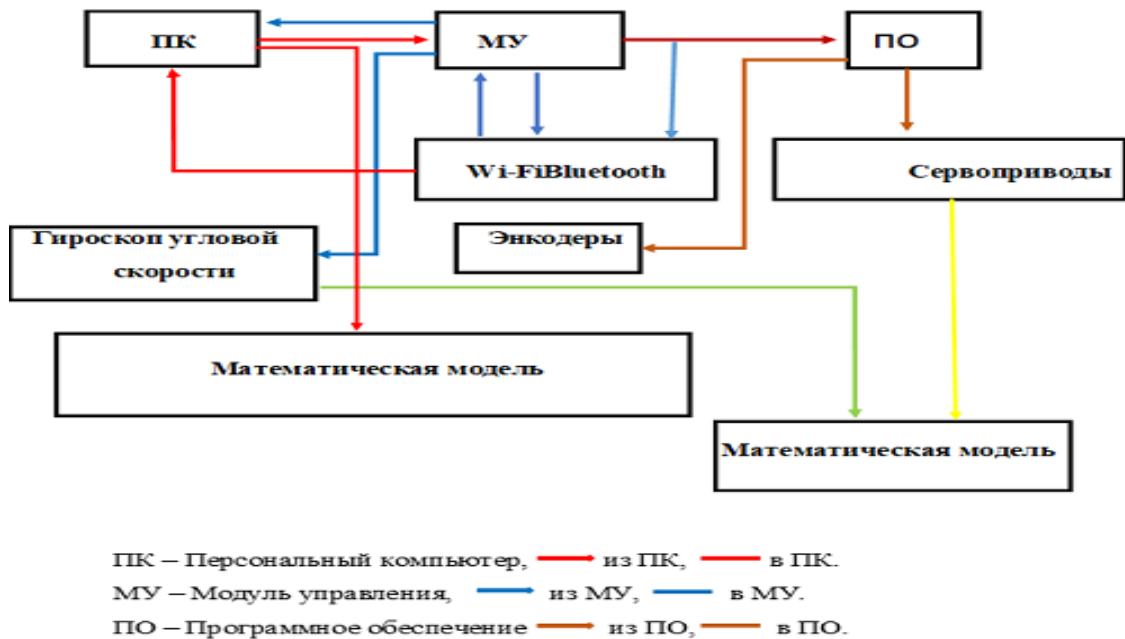 ПК
МУ
ПО
Wi-FiBluetooth
Сервоприводы
Гироскоп угловой
скорости
Энкодеры
Математическая модель
Математическая модель
ПК – Персональный компьютер, из ПК, в ПК.
МУ – Модуль управления, из МУ, в МУ.
ПО – Программное обеспечение из ПО, в ПО.